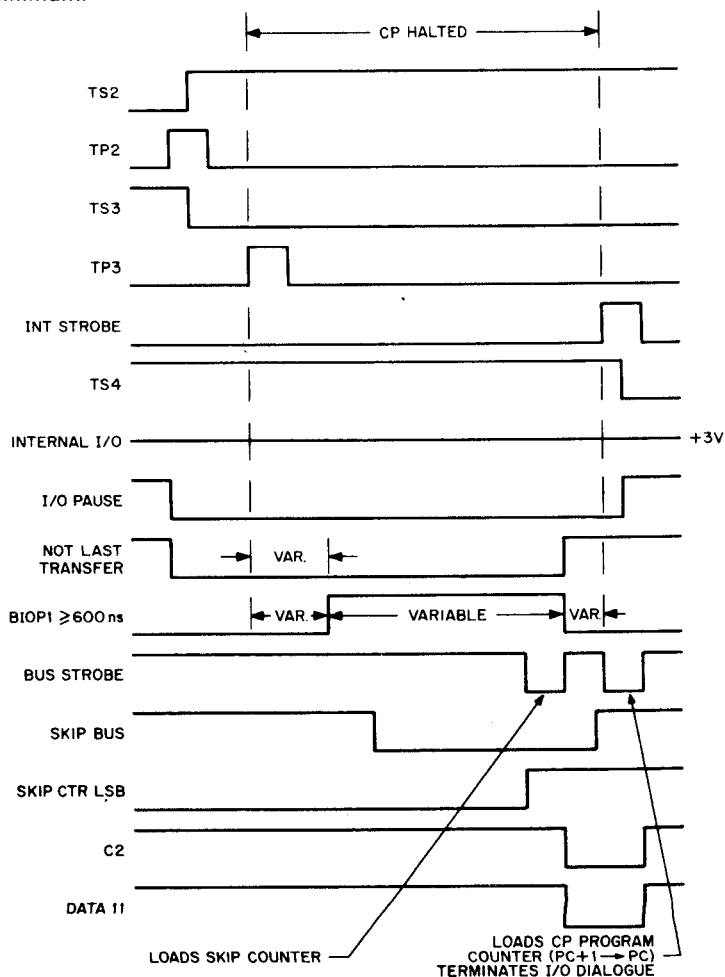 CP HALTED
TS2
TP2
TS3
TP3
INT STROBE
TS4
INTERNAL I/O
+3V
I/O PAUSE
NOT LAST
TRANSFER
VAR.
BIOP1 ≥600 ns
VAR.
VARIABLE
VAR.
BUS STROBE
SKIP BUS
SKIP CTR LSB
C2
DATA 11
LOADS SKIP COUNTER
LOADS CP PROGRAM
COUNTER (PC+1→PC)
TERMINATES I/O DIALOGUE